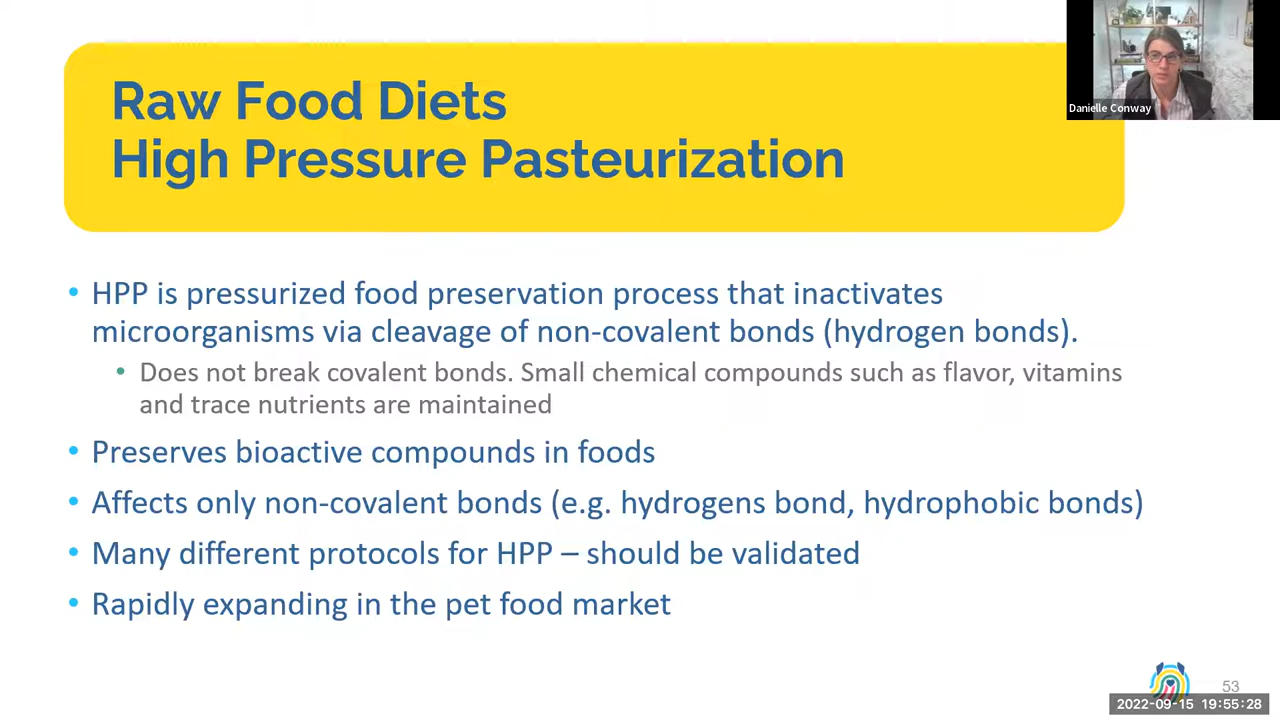 Raw Food Diets
High Pressure Pasteurization
Danielle Conway
• HPP is pressurized food preservation process that inactivates
microorganisms via cleavage of non-covalent bonds (hydrogen bonds).
• Does not break covalent bonds. Small chemical compounds such as flavor, vitamins
and trace nutrients are maintained
• Preserves bioactive compounds in foods
• Affects only non-covalent bonds (e.g. hydrogens bond, hydrophobic bonds)
• Many different protocols for HPP – should be validated
• Rapidly expanding in the pet food market
53
2022-09-15 19:55:28